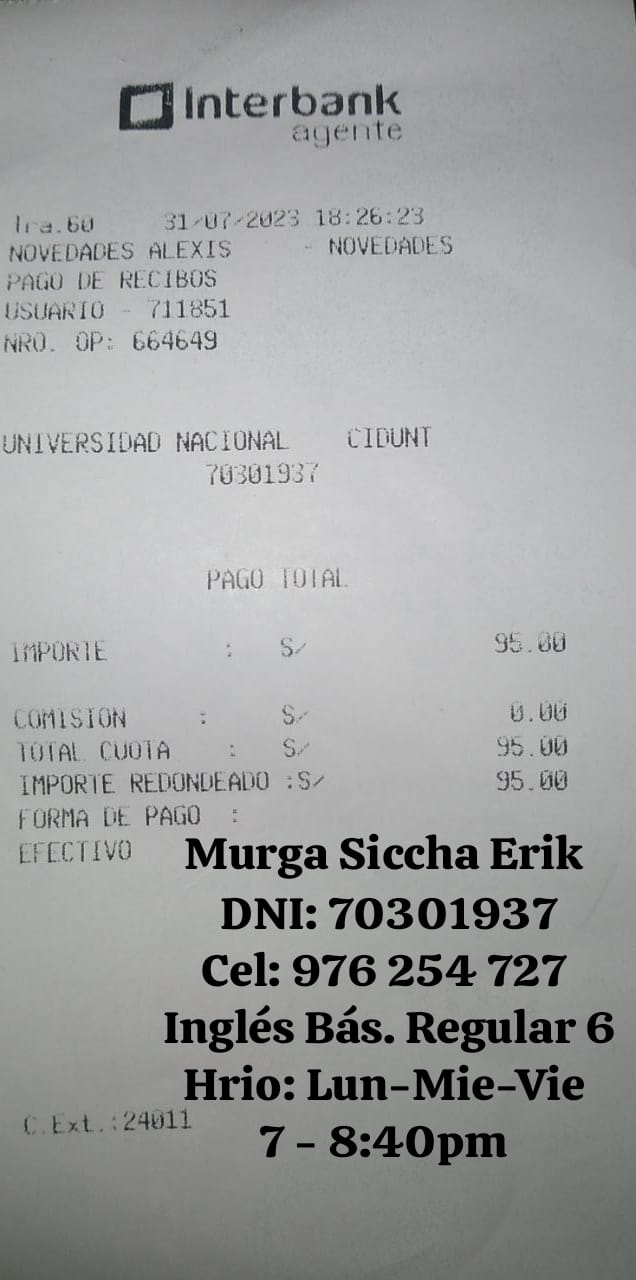 Interbank
agente
Tra.60 31/07/2023 18:26:23
NOVEDADES ALEXIS - NOVEDADES
PAGO DE RECIBOS
USUARIO - 711851
NRO. OP: 664649
UNIVERSIDAD NACIONAL CIDUNT
70301937
PAGO TOTAL
IMPORTE : S/ 95.00
COMISION : S/ 0.00
TOTAL CUOTA : S/ 95.00
IMPORTE REDONDEADO :S/ 95.00
FORMA DE PAGO :
EFECTIVO
Murga Siccha Erik
DNI: 70301937
Cel: 976 254 727
Inglés Bás. Regular 6
Hrio: Lun-Mie-Vie
C.Ext.:24011
7 - 8:40pm